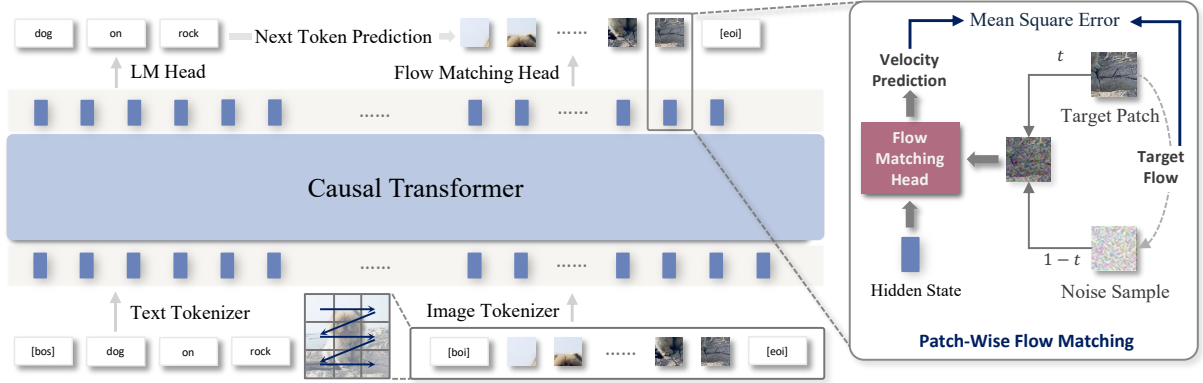 dog on rock Next Token Prediction ...... [eoi]
LM Head Flow Matching Head
...... ......
Causal Transformer
...... ......
Text Tokenizer Image Tokenizer
[bos] dog on rock [boi] ...... [eoi]
Mean Square Error
Velocity
Prediction
t
Target Patch
Flow
Matching
Head
Target
Flow
1 − t
Hidden State
Noise Sample
Patch-Wise Flow Matching